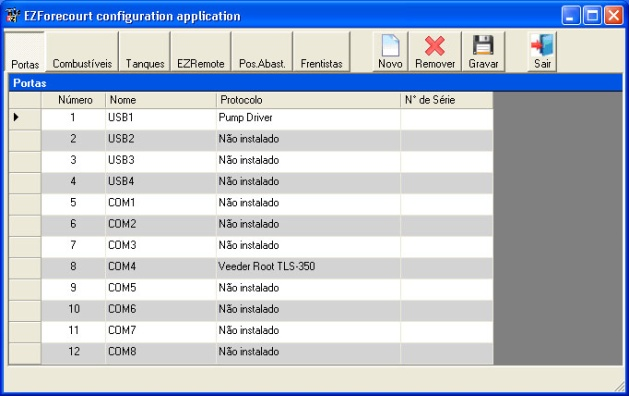 EZForecourt configuration application
Portas Combustíveis Tanques EZRemote Pos.Abast. Frentistas Novo Remover Gravar Sair
Portas
Número Nome Protocolo N° de Série
1 USB1 Pump Driver
2 USB2 Não instalado
3 USB3 Não instalado
4 USB4 Não instalado
5 COM1 Não instalado
6 COM2 Não instalado
7 COM3 Não instalado
8 COM4 Veeder Root TLS-350
9 COM5 Não instalado
10 COM6 Não instalado
11 COM7 Não instalado
12 COM8 Não instalado